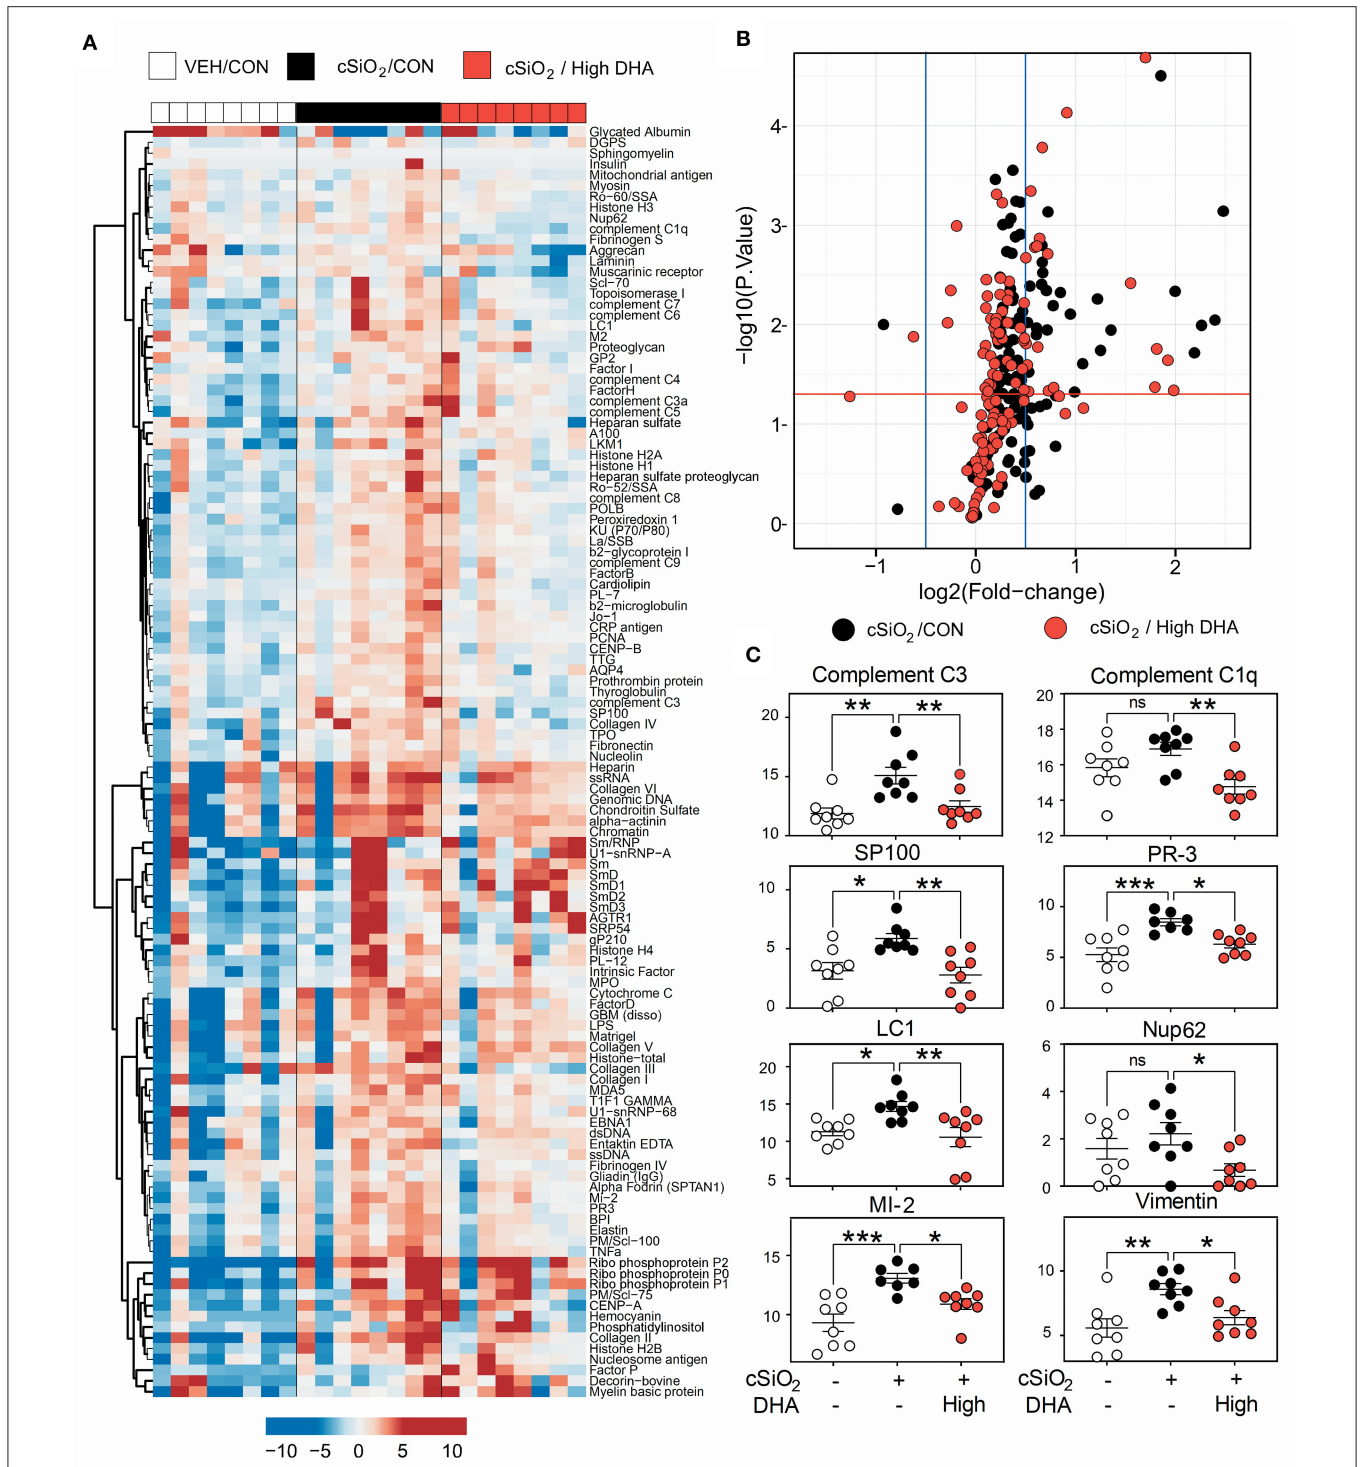 A
VEH/CON
cSiO2/CON
cSiO2 / High DHA
Glycated Albumin
DGPS
Sphingomyelin
Insulin
Mitochondrial antigen
Myosin
Ro−60/SSA
Histone H3
Nup62
complement C1q
Fibrinogen S
Aggrecan
Laminin
Muscarinic receptor
Scl−70
Topoisomerase I
complement C7
complement C6
LC1
M2
Proteoglycan
GP2
Factor I
complement C4
FactorH
complement C3a
complement C5
Heparan sulfate
A100
LKM1
Histone H2A
Histone H1
Heparan sulfate proteoglycan
Ro−52/SSA
complement C8
POLB
Peroxiredoxin 1
KU (P70/P80)
La/SSB
b2−glycoprotein I
complement C9
FactorB
Cardiolipin
PL−7
b2−microglobulin
Jo−1
CRP antigen
PCNA
CENP−B
TTG
AQP4
Prothrombin protein
Thyroglobulin
complement C3
SP100
Collagen IV
TPO
Fibronectin
Nucleolin
Heparin
ssRNA
Collagen VI
Genomic DNA
Chondroitin Sulfate
alpha−actinin
Chromatin
Sm/RNP
U1−snRNP−A
Sm
SmD
SmD1
SmD2
SmD3
AGTR1
SRP54
gP210
Histone H4
PL−12
Intrinsic Factor
MPO
Cytochrome C
FactorD
GBM (disso)
LPS
Matrigel
Collagen V
Histone−total
Collagen III
Collagen I
MDA5
T1F1 GAMMA
U1−snRNP−68
EBNA1
dsDNA
Entaktin EDTA
ssDNA
Fibrinogen IV
Gliadin (IgG)
Alpha Fodrin (SPTAN1)
Mi−2
PR3
BPI
Elastin
PM/Scl−100
TNFa
Ribo phosphoprotein P2
Ribo phosphoprotein P0
Ribo phosphoprotein P1
PM/Scl−75
CENP−A
Hemocyanin
Phosphatidylinositol
Collagen II
Histone H2B
Nucleosome antigen
Factor P
Decorin−bovine
Myelin basic protein
−10 −5 0 5 10
B
−log10(P.Value)
4-
3-
2-
1-
0-
−1 0 1 2
log2(Fold−change)
cSiO2/CON
cSiO2 / High DHA
C
Complement C3
20
15
10
** **
Complement C1q
20
18
16
14
12
ns **
SP100
10
5
0
* **
PR-3
10
5
0
*** *
LC1
20
15
10
5
* **
Nup62
6
4
2
0
ns *
MI-2
15
10
*** *
Vimentin
10
5
** *
cSiO2 - + +
DHA - - High
cSiO2 - + +
DHA - - High